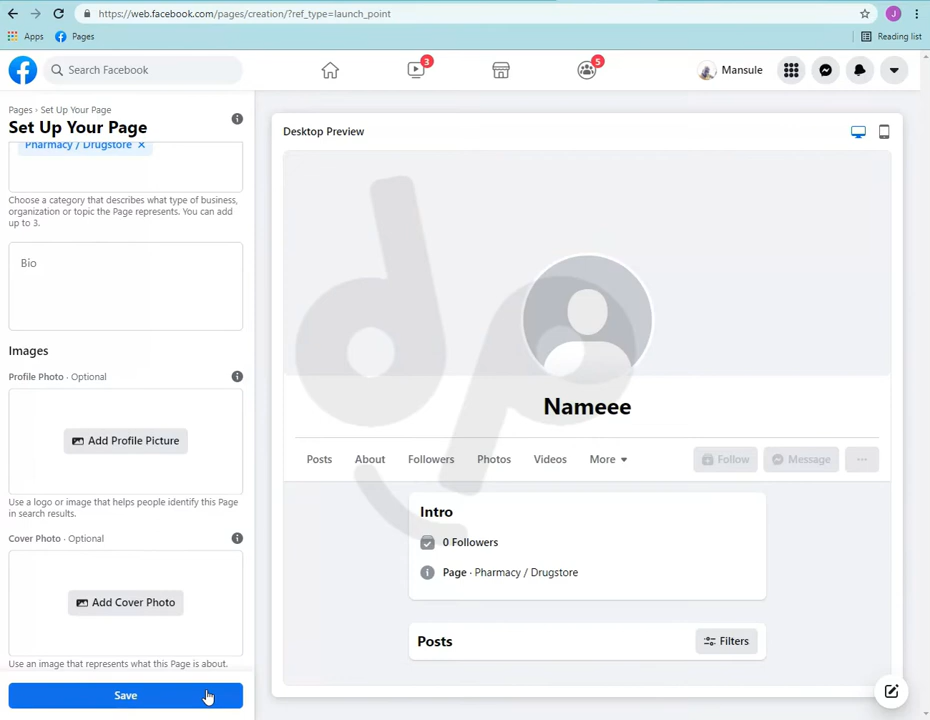 https://web.facebook.com/pages/creation/?ref_type=launch_point
J
Apps
Pages
Reading list
Search Facebook
3
5
Mansule
Pages › Set Up Your Page
Set Up Your Page
Pharmacy / Drugstore ×
Choose a category that describes what type of business,
organization or topic the Page represents. You can add
up to 3.
Bio
Images
Profile Photo · Optional
Add Profile Picture
Use a logo or image that helps people identify this Page
in search results.
Cover Photo · Optional
Add Cover Photo
Use an image that represents what this Page is about.
Save
Desktop Preview
dp
Nameee
Posts
About
Followers
Photos
Videos
More
Follow
Message
Intro
0 Followers
Page · Pharmacy / Drugstore
Posts
Filters